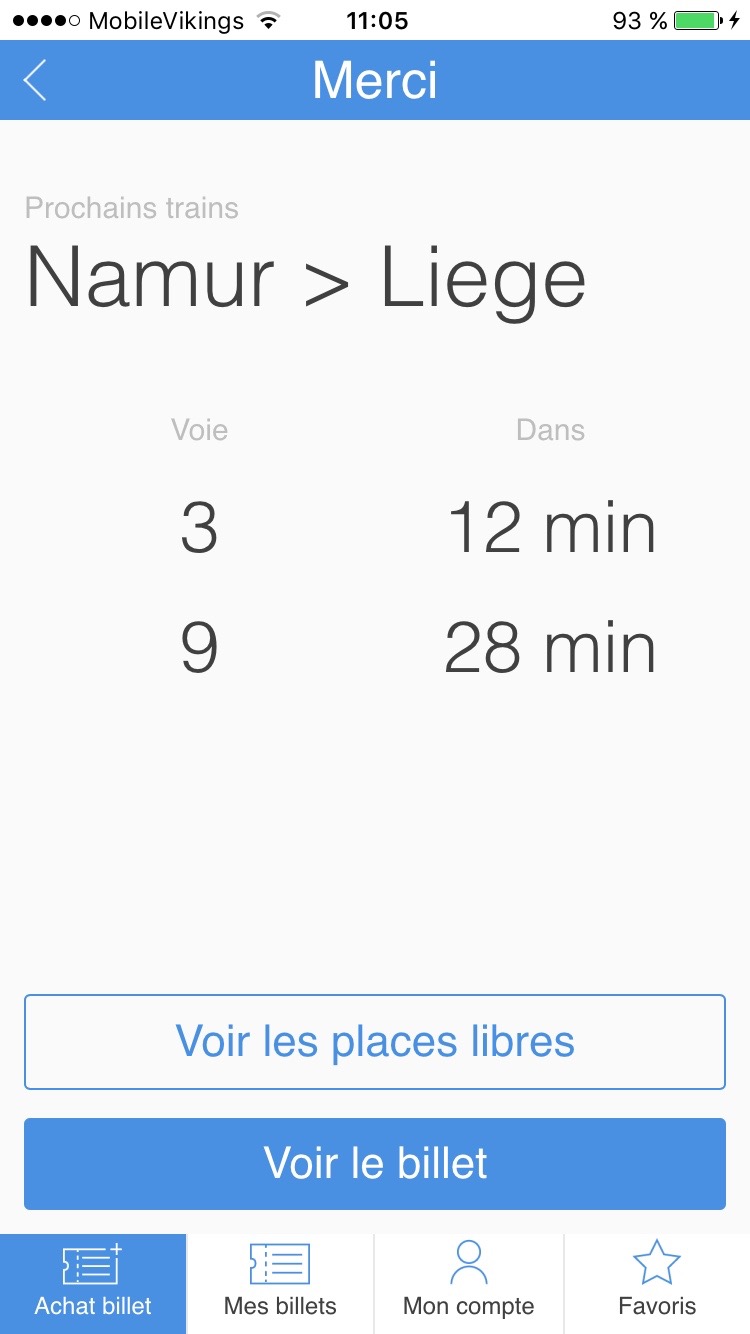 MobileVikings 11:05 93 %
Merci
Prochains trains
Namur > Liege
Voie Dans
3 12 min
9 28 min
Voir les places libres
Voir le billet
Achat billet Mes billets Mon compte Favoris